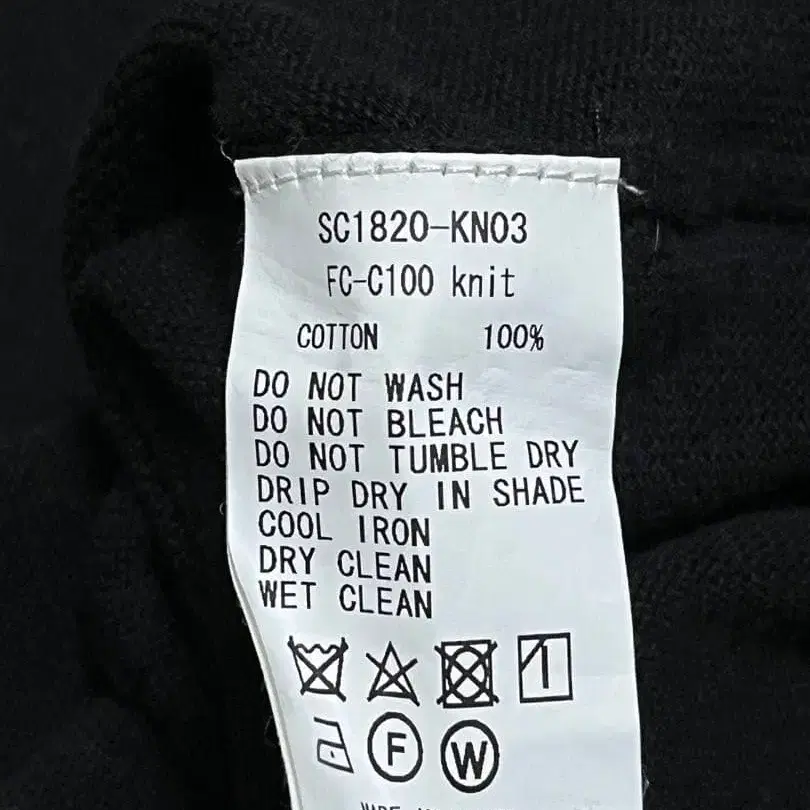 SC1820-KN03
FC-C100 knit
COTTON 100%
DO NOT WASH
DO NOT BLEACH
DO NOT TUMBLE DRY
DRIP DRY IN SHADE
COOL IRON
DRY CLEAN
WET CLEAN
F W